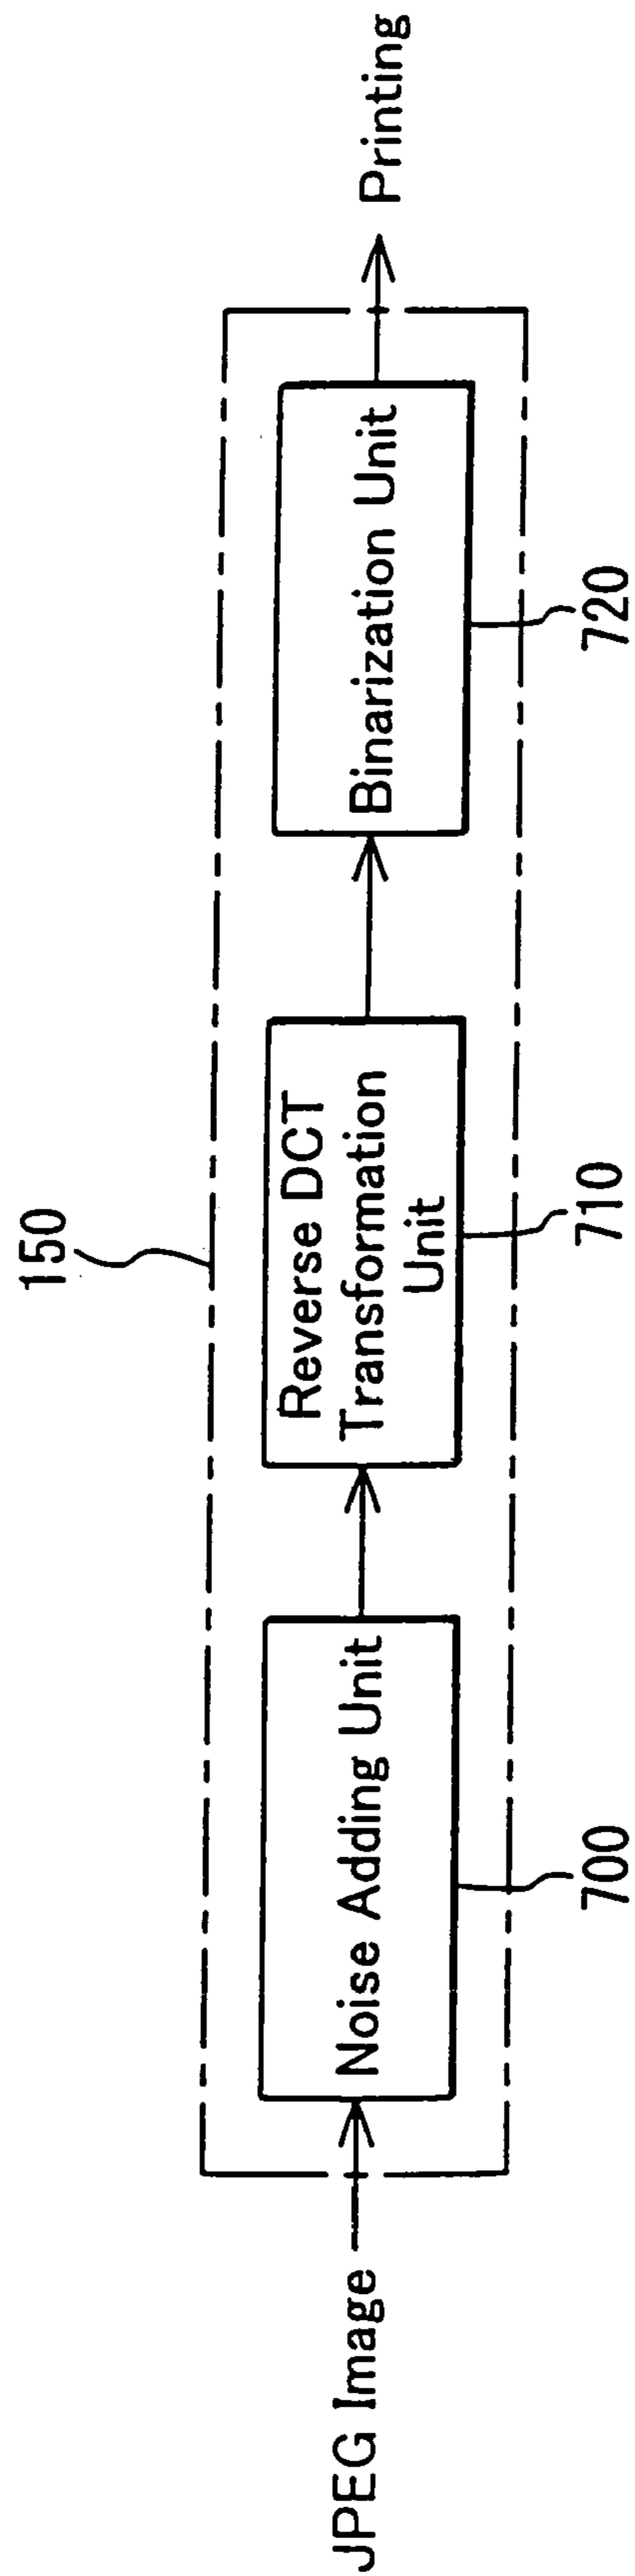 150
JPEG Image
Noise Adding Unit
Reverse DCT
Transformation
Unit
Binarization Unit
Printing
700
710
720